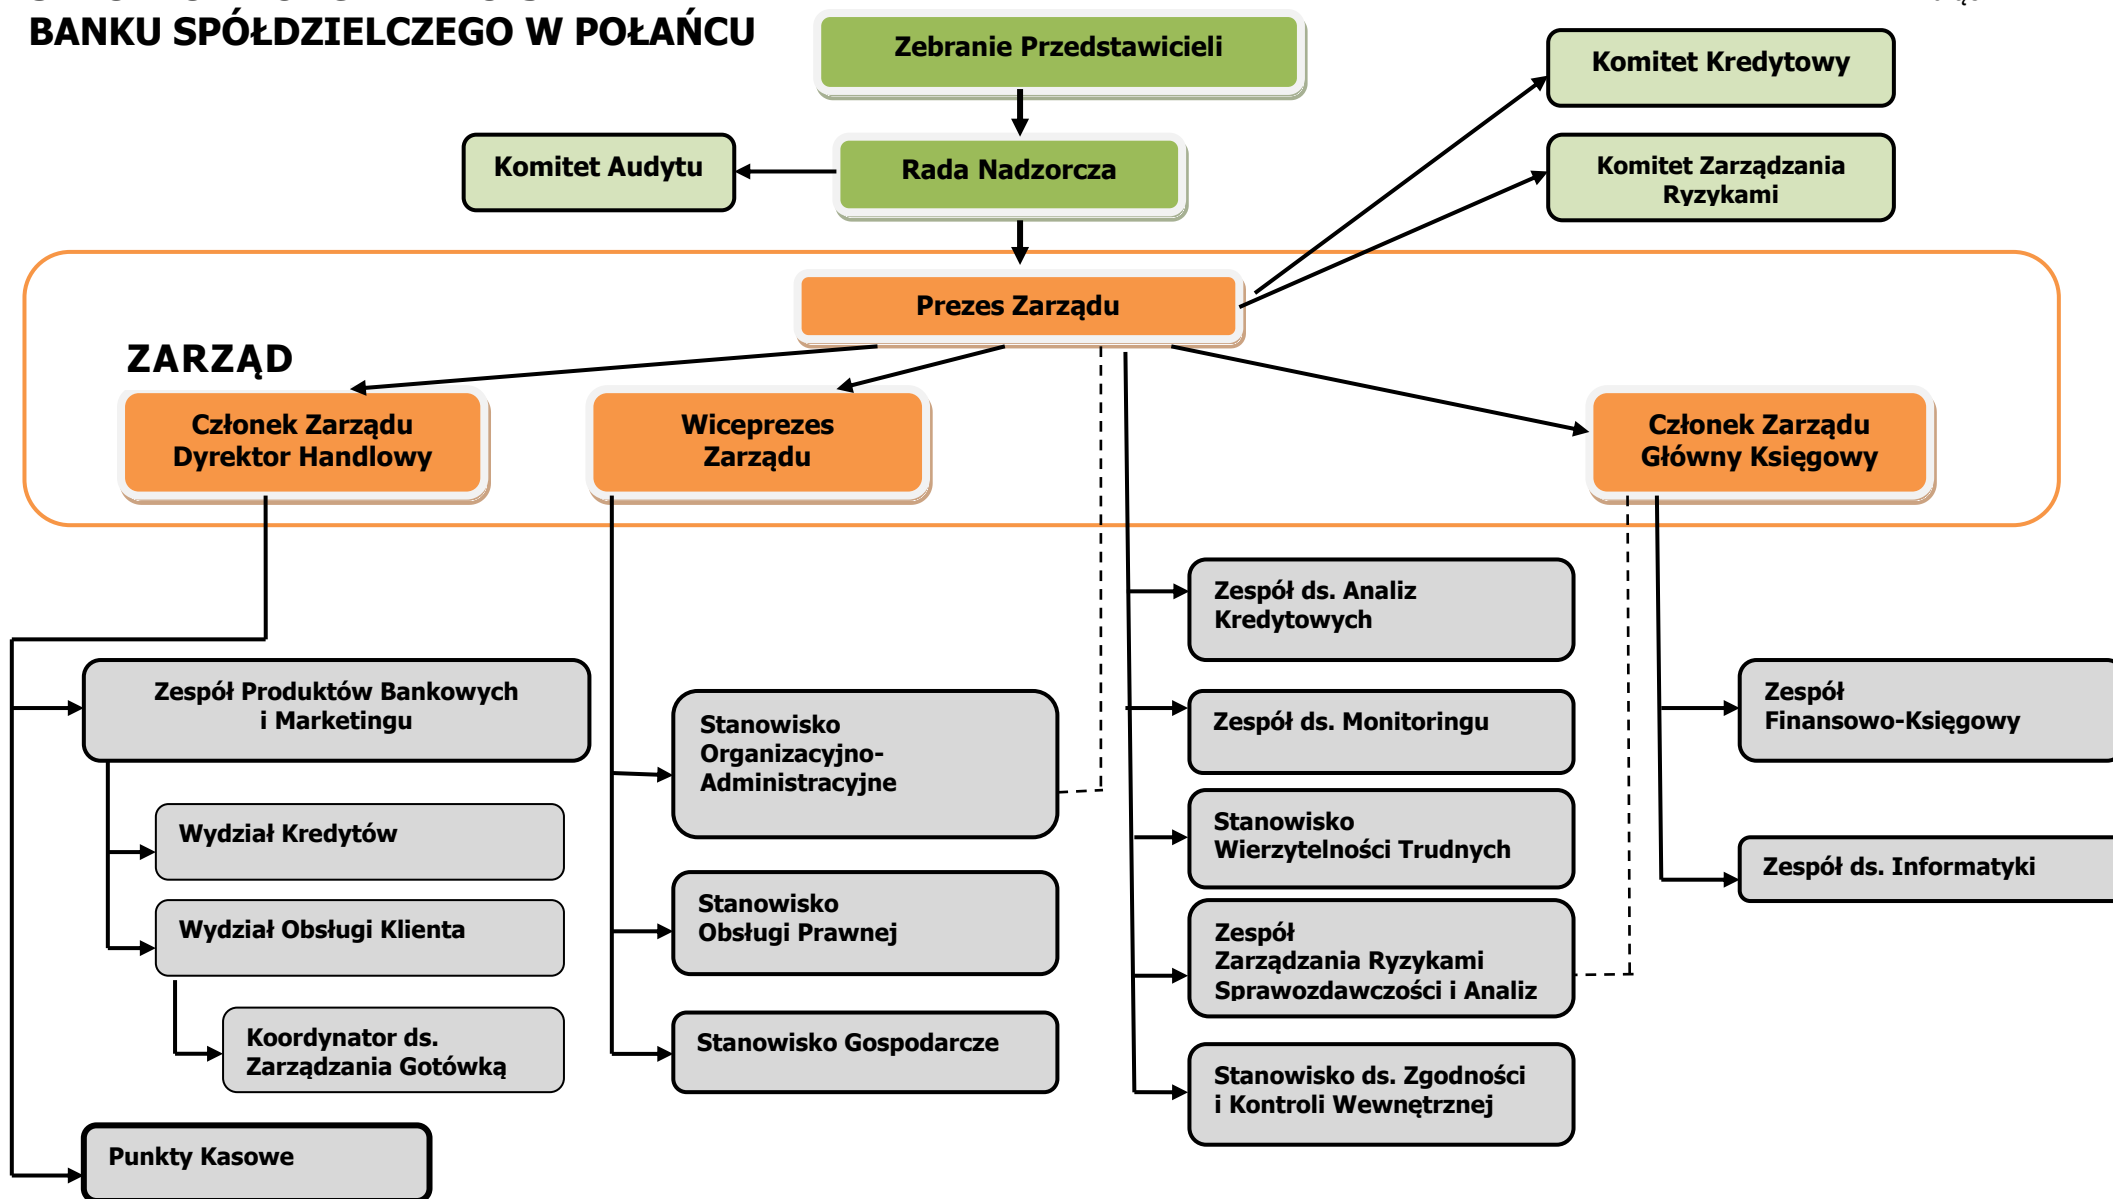 BANKU SPÓŁDZIELCZEGO W POŁAŃCU
Zebranie Przedstawicieli
Komitet Kredytowy
Komitet Audytu
Rada Nadzorcza
Komitet Zarządzania
Ryzykami
Prezes Zarządu
ZARZĄD
Członek Zarządu
Dyrektor Handlowy
Wiceprezes
Zarządu
Członek Zarządu
Główny Księgowy
Zespół Produktów Bankowych
i Marketingu
Wydział Kredytów
Wydział Obsługi Klienta
Koordynator ds.
Zarządzania Gotówką
Punkty Kasowe
Stanowisko
Organizacyjno-
Administracyjne
Stanowisko
Obsługi Prawnej
Stanowisko Gospodarcze
Zespół ds. Analiz
Kredytowych
Zespół ds. Monitoringu
Stanowisko
Wierzytelności Trudnych
Zespół
Zarządzania Ryzykami
Sprawozdawczości i Analiz
Stanowisko ds. Zgodności
i Kontroli Wewnętrznej
Zespół
Finansowo-Księgowy
Zespół ds. Informatyki